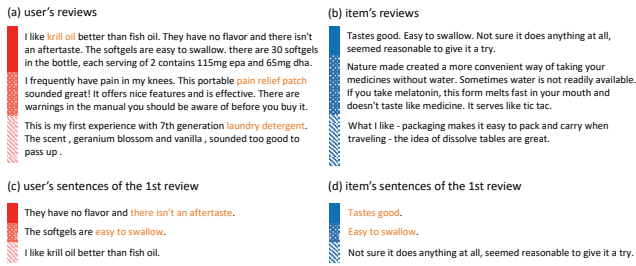 (a) user's reviews
I like krill oil better than fish oil. They have no flavor and there isn't
an aftertaste. The softgels are easy to swallow. there are 30 softgels
in the bottle, each serving of 2 contains 115mg epa and 65mg dha.
I frequently have pain in my knees. This portable pain relief patch
sounded great! It offers nice features and is effective. There are
warnings in the manual you should be aware of before you buy it.
This is my first experience with 7th generation laundry detergent.
The scent , geranium blossom and vanilla , sounded too good to
pass up .
(b) item's reviews
Tastes good. Easy to swallow. Not sure it does anything at all,
seemed reasonable to give it a try.
Nature made created a more convenient way of taking your
medicines without water. Sometimes water is not readily available.
If you take melatonin, this form melts fast in your mouth and
doesn't taste like medicine. It serves like tic tac.
What I like - packaging makes it easy to pack and carry when
traveling - the idea of dissolve tables are great.
(c) user's sentences of the 1st review
They have no flavor and there isn't an aftertaste.
The softgels are easy to swallow.
I like krill oil better than fish oil.
(d) item's sentences of the 1st review
Tastes good.
Easy to swallow.
Not sure it does anything at all, seemed reasonable to give it a try.